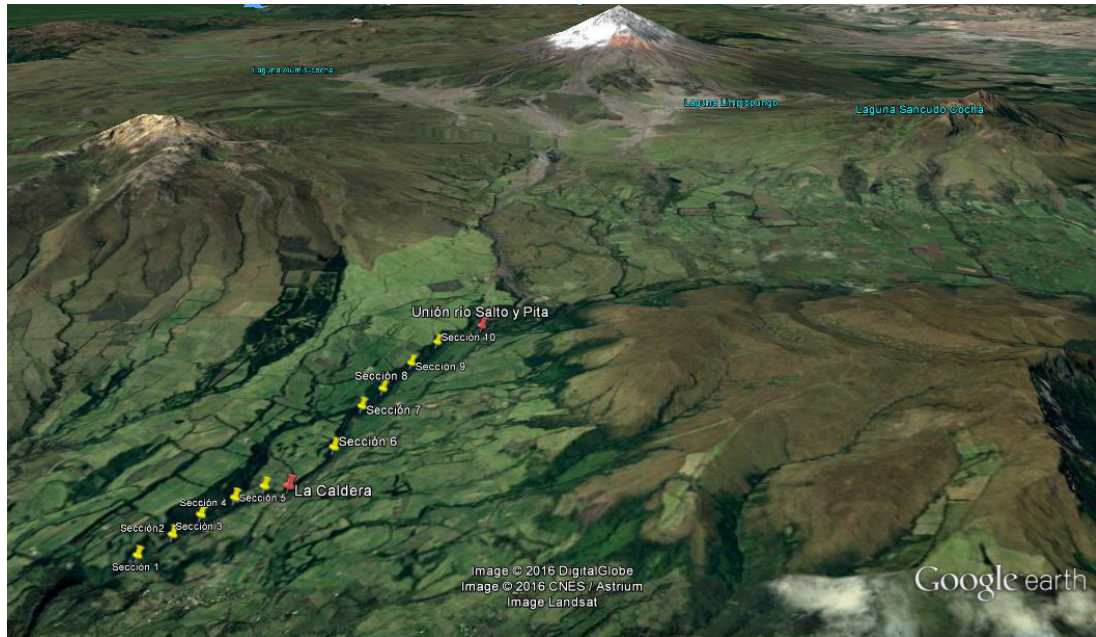 Laguna Limpiopungo
Laguna Sancudo Cocha
Unión río Salto y Pita
Sección 10
Sección 9
Sección 8
Sección 7
Sección 6
La Caldera
Sección 5
Sección 4
Sección 3
Sección2
Sección 1
Image © 2016 DigitalGlobe
Image © 2016 CNES / Astrium
Image Landsat
Google earth